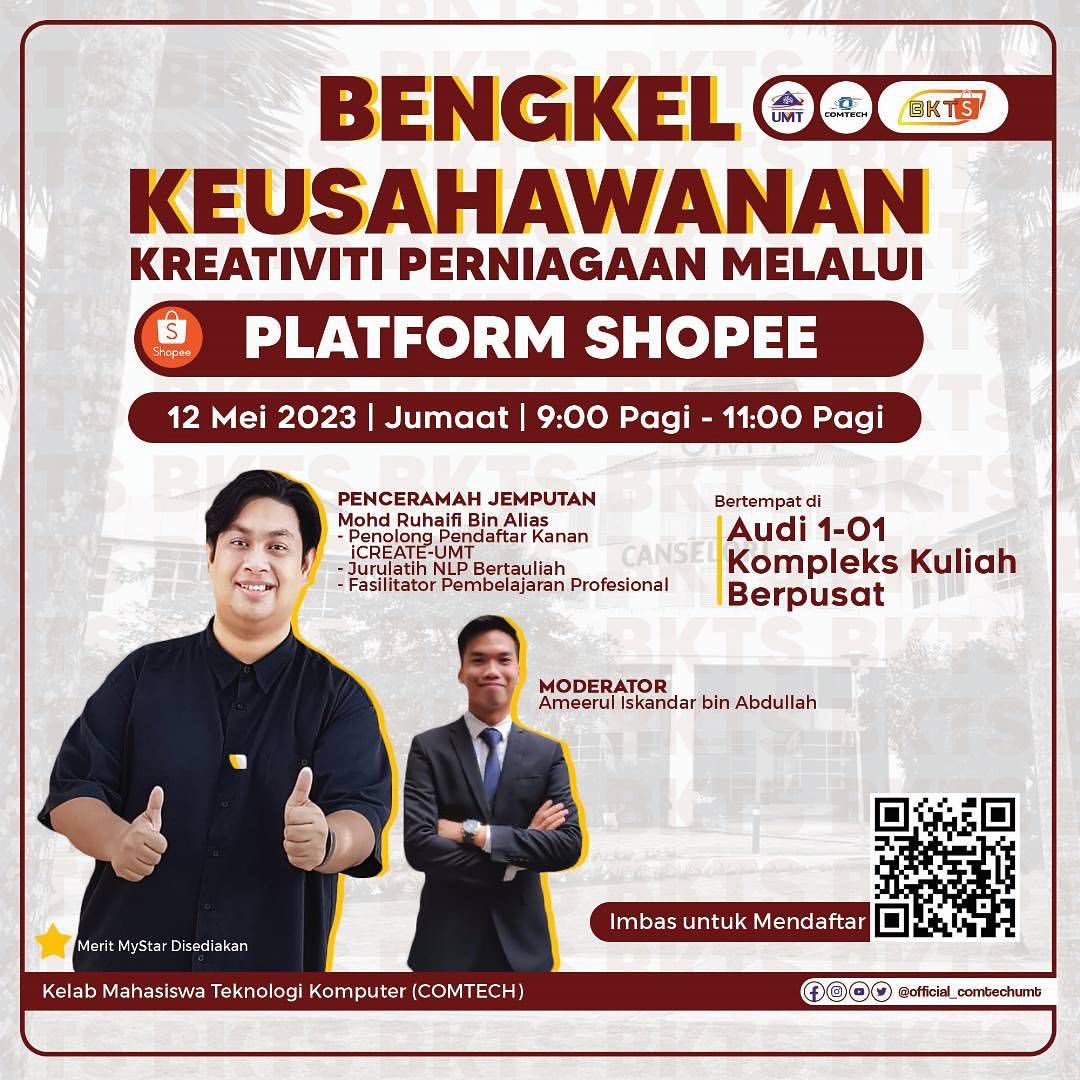 BENGKEL
UMT
COMTECH
BKTS
KEUSAHAWANAN
KREATIVITI PERNIAGAAN MELALUI
Shopee
PLATFORM SHOPEE
12 Mei 2023 | Jumaat | 9:00 Pagi - 11:00 Pagi
PENCERAMAH JEMPUTAN
Mohd Ruhaifi Bin Alias
- Penolong Pendaftar Kanan
iCREATE-UMT
- Jurulatih NLP Bertauliah
- Fasilitator Pembelajaran Profesional
Bertempat di
Audi 1-01
Kompleks Kuliah
Berpusat
CANSELORI
MODERATOR
Ameerul Iskandar bin Abdullah
Imbas untuk Mendaftar
Merit MyStar Disediakan
Kelab Mahasiswa Teknologi Komputer (COMTECH)
@official_comtechumt